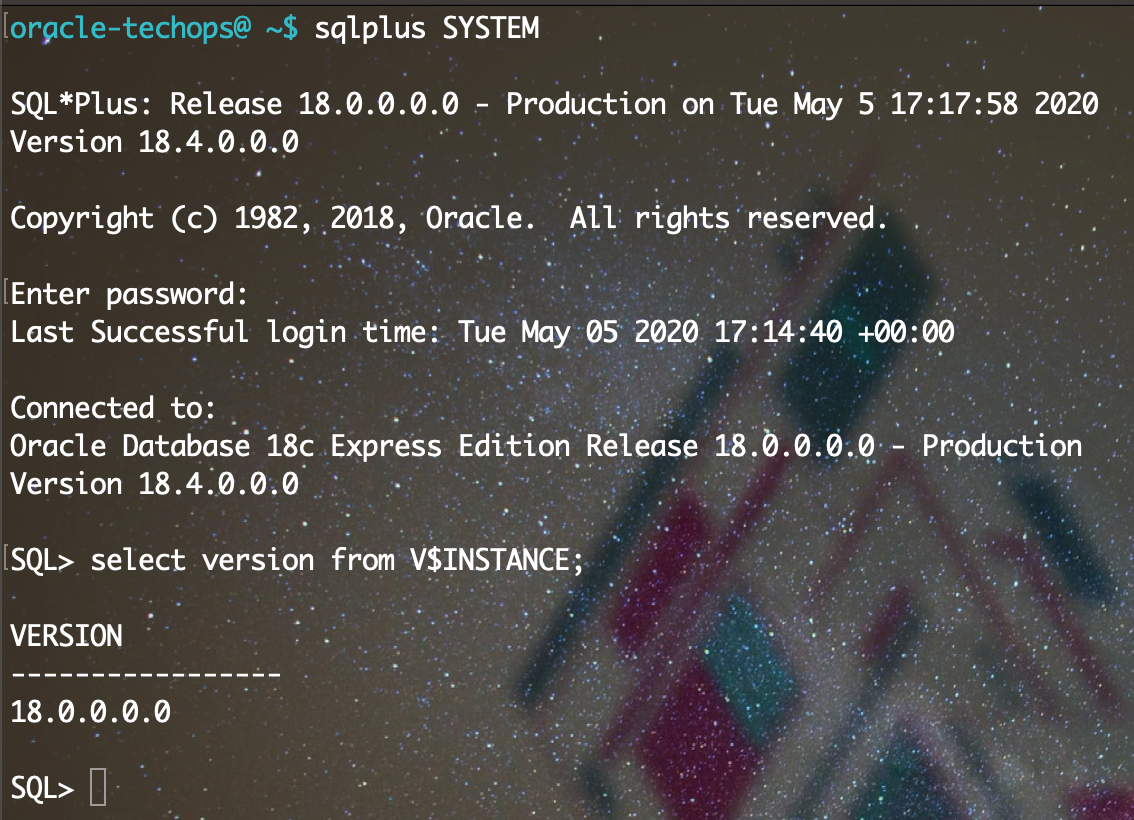 oracle-techops@ ~$ sqlplus SYSTEM
SQL*Plus: Release 18.0.0.0.0 - Production on Tue May 5 17:17:58 2020
Version 18.4.0.0.0
Copyright (c) 1982, 2018, Oracle.  All rights reserved.
Enter password:
Last Successful login time: Tue May 05 2020 17:14:40 +00:00
Connected to:
Oracle Database 18c Express Edition Release 18.0.0.0.0 - Production
Version 18.4.0.0.0
SQL> select version from V$INSTANCE;
VERSION
-----------------
18.0.0.0.0
SQL>